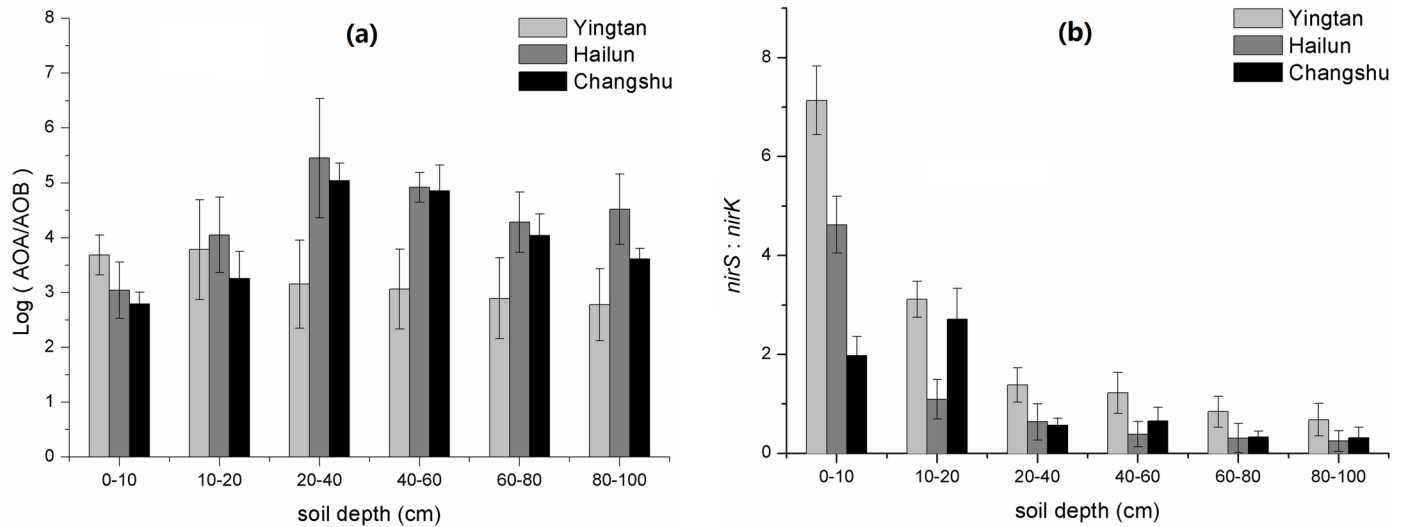 (a)
Yingtan
Hailun
Changshu
Log ( AOA/AOB )
8
7
6
5
4
3
2
1
0
0-10 10-20 20-40 40-60 60-80 80-100
soil depth (cm)
(b)
Yingtan
Hailun
Changshu
nirS : nirK
8
6
4
2
0
0-10 10-20 20-40 40-60 60-80 80-100
soil depth (cm)